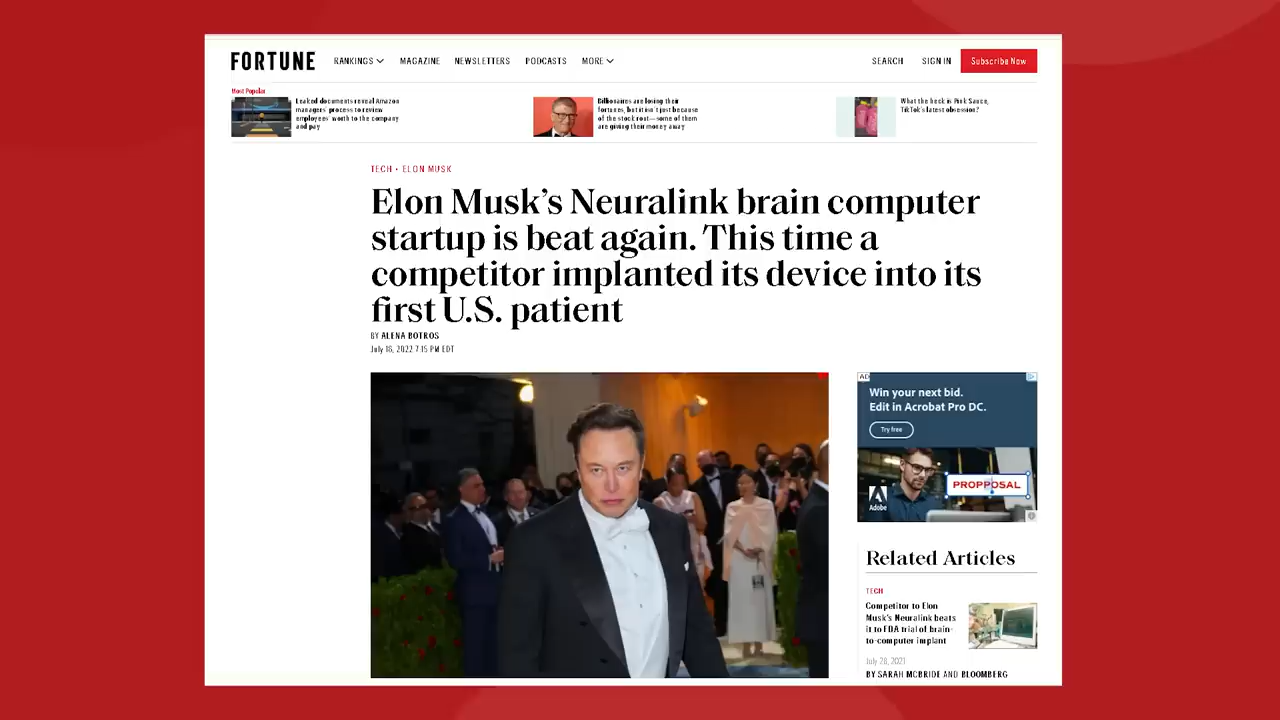 FORTUNE
RANKINGS
MAGAZINE
NEWSLETTERS
PODCASTS
MORE
SEARCH
SIGN IN
Subscribe Now
Most Popular
Leaked documents reveal Amazon
managers' process to review
employees' worth to the company
and pay
Billionaires are losing their
fortunes, but it isn't just because
of the stock rout—some of them
are giving their money away
What the heck is Pink Sauce,
TikTok's latest obsession?
TECH • ELON MUSK
Elon Musk's Neuralink brain computer
startup is beat again. This time a
competitor implanted its device into its
first U.S. patient
BY ALENA BOTROS
July 18, 2022 7:15 PM EDT
AD
Win your next bid.
Edit in Acrobat Pro DC.
Try free
PROPPOSAL
Adobe
Related Articles
TECH
Competitor to Elon
Musk's Neuralink beats
it to FDA trial of brain-
to-computer implant
July 28, 2021
BY SARAH MCBRIDE AND BLOOMBERG